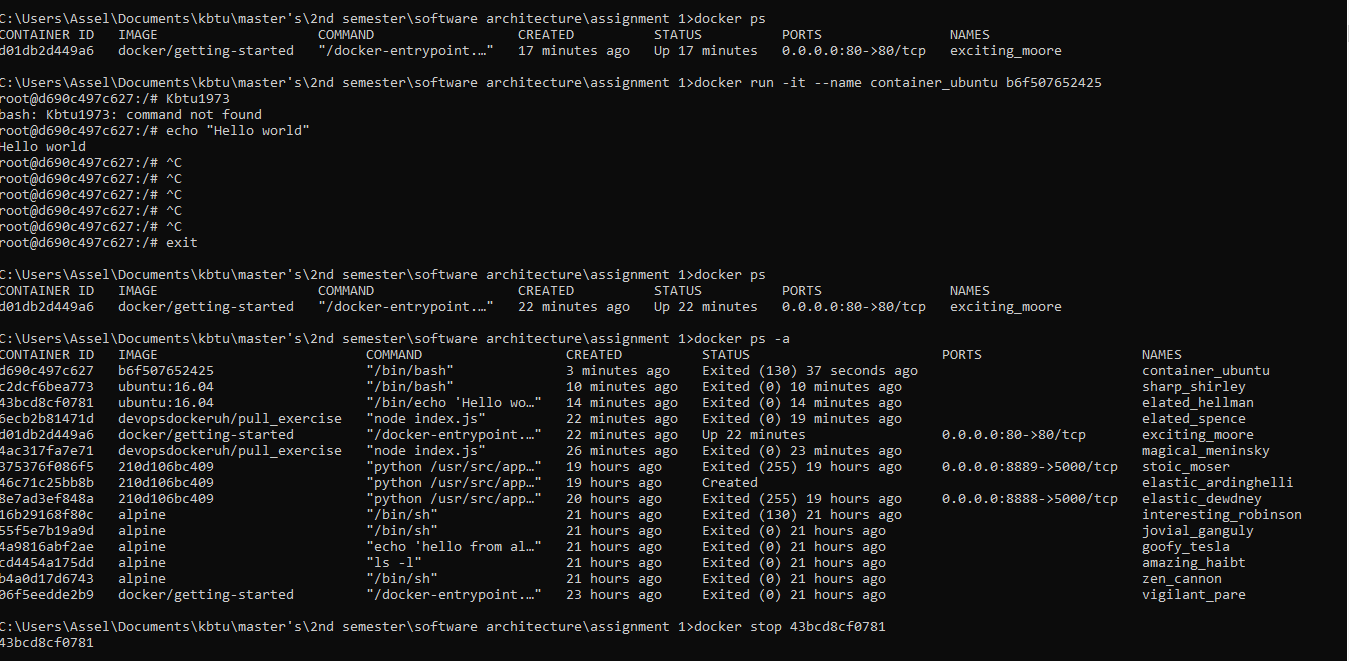 C:\Users\Assel\Documents\kbtu\master's\2nd semester\software architecture\assignment 1>docker ps
CONTAINER ID   IMAGE                    COMMAND                  CREATED          STATUS          PORTS                NAMES
d01db2d449a6   docker/getting-started   "/docker-entrypoint.…"   17 minutes ago   Up 17 minutes   0.0.0.0:80->80/tcp   exciting_moore
C:\Users\Assel\Documents\kbtu\master's\2nd semester\software architecture\assignment 1>docker run -it --name container_ubuntu b6f507652425
root@d690c497c627:/# Kbtu1973
bash: Kbtu1973: command not found
root@d690c497c627:/# echo "Hello world"
Hello world
root@d690c497c627:/# ^C
root@d690c497c627:/# ^C
root@d690c497c627:/# ^C
root@d690c497c627:/# ^C
root@d690c497c627:/# ^C
root@d690c497c627:/# exit
C:\Users\Assel\Documents\kbtu\master's\2nd semester\software architecture\assignment 1>docker ps
CONTAINER ID   IMAGE                    COMMAND                  CREATED          STATUS          PORTS                NAMES
d01db2d449a6   docker/getting-started   "/docker-entrypoint.…"   22 minutes ago   Up 22 minutes   0.0.0.0:80->80/tcp   exciting_moore
C:\Users\Assel\Documents\kbtu\master's\2nd semester\software architecture\assignment 1>docker ps -a
CONTAINER ID   IMAGE                          COMMAND                  CREATED          STATUS                        PORTS                    NAMES
d690c497c627   b6f507652425                   "/bin/bash"              3 minutes ago    Exited (130) 37 seconds ago                            container_ubuntu
c2dcf6bea773   ubuntu:16.04                   "/bin/bash"              10 minutes ago   Exited (0) 10 minutes ago                              sharp_shirley
43bcd8cf0781   ubuntu:16.04                   "/bin/echo 'Hello wo…"   14 minutes ago   Exited (0) 14 minutes ago                              elated_hellman
6ecb2b81471d   devopsdockeruh/pull_exercise   "node index.js"          22 minutes ago   Exited (0) 19 minutes ago                              elated_spence
d01db2d449a6   docker/getting-started         "/docker-entrypoint.…"   22 minutes ago   Up 22 minutes                 0.0.0.0:80->80/tcp       exciting_moore
4ac317fa7e71   devopsdockeruh/pull_exercise   "node index.js"          26 minutes ago   Exited (0) 23 minutes ago                              magical_meninsky
375376f086f5   210d106bc409                   "python /usr/src/app…"   19 hours ago     Exited (255) 19 hours ago     0.0.0.0:8889->5000/tcp   stoic_moser
46c71c25bb8b   210d106bc409                   "python /usr/src/app…"   19 hours ago     Created                                                elastic_ardinghelli
8e7ad3ef848a   210d106bc409                   "python /usr/src/app…"   20 hours ago     Exited (255) 19 hours ago     0.0.0.0:8888->5000/tcp   elastic_dewdney
16b29168f80c   alpine                         "/bin/sh"                21 hours ago     Exited (130) 21 hours ago                              interesting_robinson
55f5e7b19a9d   alpine                         "/bin/sh"                21 hours ago     Exited (0) 21 hours ago                                jovial_ganguly
4a9816abf2ae   alpine                         "echo 'hello from al…"   21 hours ago     Exited (0) 21 hours ago                                goofy_tesla
cd4454a175dd   alpine                         "ls -l"                  21 hours ago     Exited (0) 21 hours ago                                amazing_haibt
b4a0d17d6743   alpine                         "/bin/sh"                21 hours ago     Exited (0) 21 hours ago                                zen_cannon
06f5eedde2b9   docker/getting-started         "/docker-entrypoint.…"   23 hours ago     Exited (0) 21 hours ago                                vigilant_pare
C:\Users\Assel\Documents\kbtu\master's\2nd semester\software architecture\assignment 1>docker stop 43bcd8cf0781
43bcd8cf0781